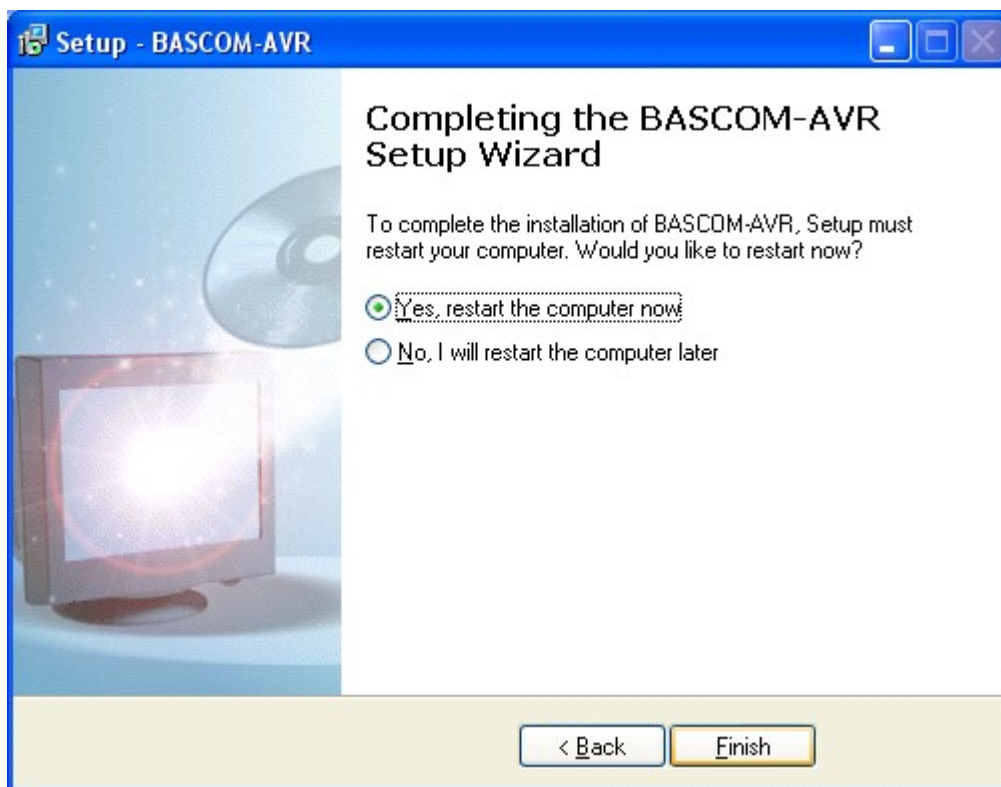 Setup - BASCOM-AVR
Completing the BASCOM-AVR
Setup Wizard
To complete the installation of BASCOM-AVR, Setup must
restart your computer. Would you like to restart now?
Yes, restart the computer now
No, I will restart the computer later
< Back
Finish